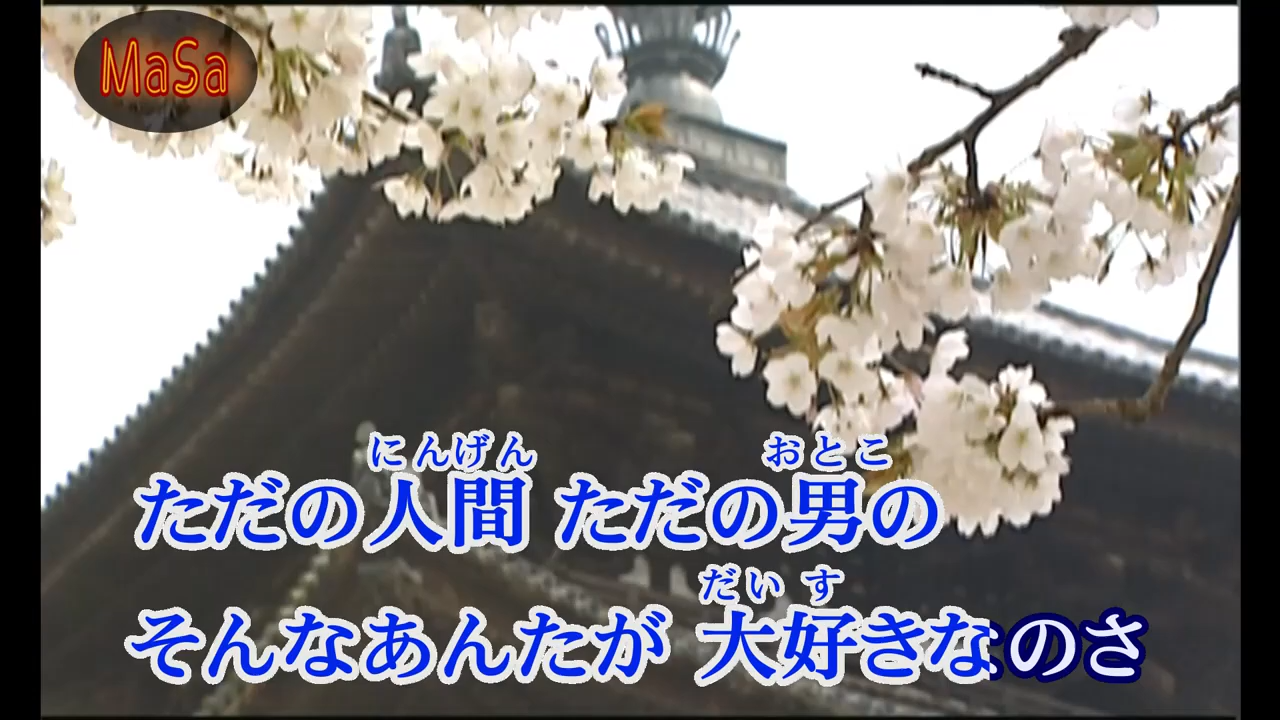 MaSa
にんげん おとこ
ただの人間 ただの男の
だい す
そんなあんたが 大好きなのさ